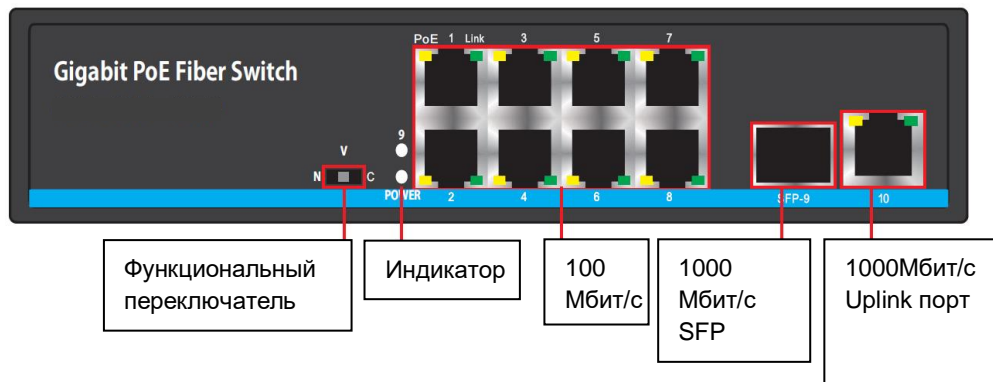 PoE 1 Link 3 5 7
Gigabit PoE Fiber Switch
9
V
N C
POWER 2 4 6 8 SFP-9 10
Функциональный
переключатель
Индикатор
100
Мбит/с
1000
Мбит/с
SFP
1000Мбит/с
Uplink порт